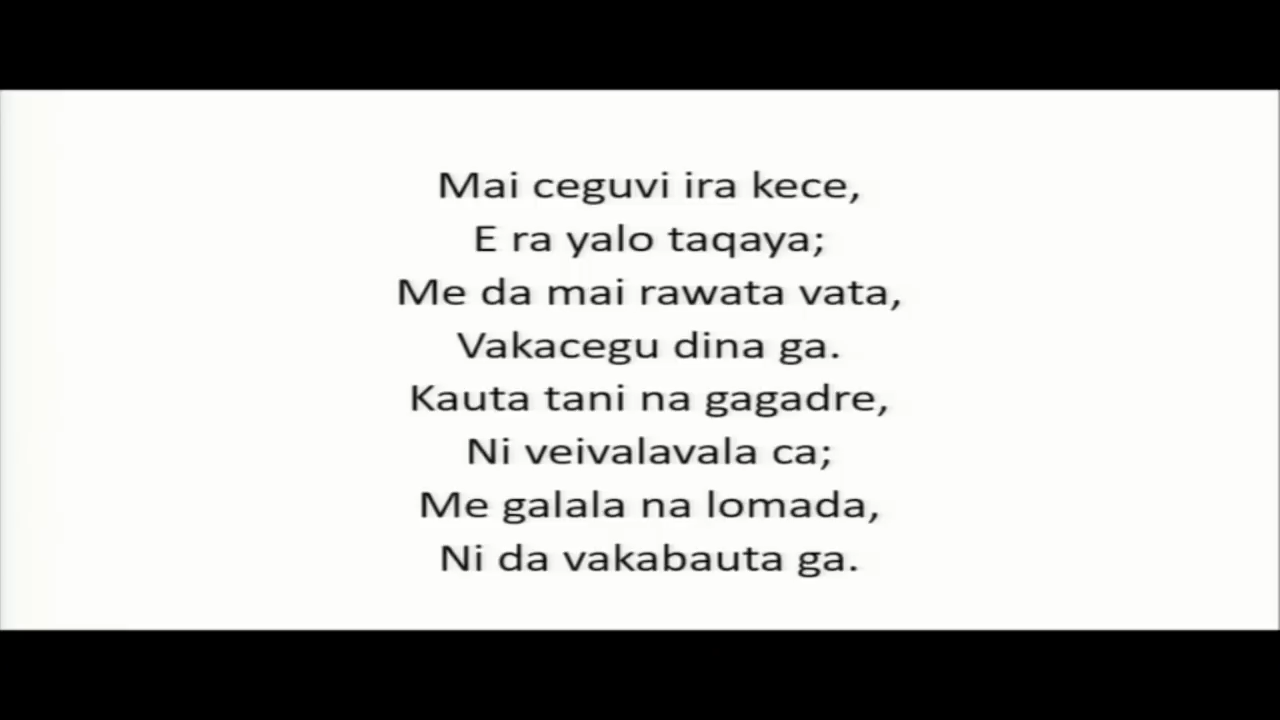 Mai ceguvi ira kece,
E ra yalo taqaya;
Me da mai rawata vata,
Vakacegu dina ga.
Kauta tani na gagadre,
Ni veivalavala ca;
Me galala na lomada,
Ni da vakabauta ga.